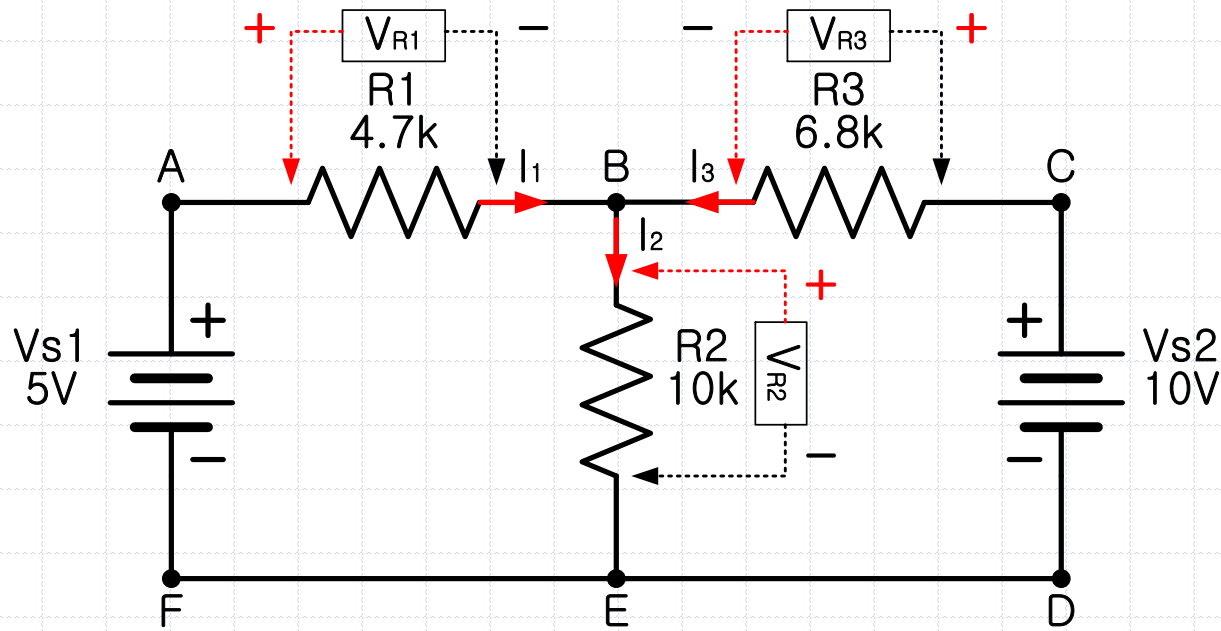 + VR1 − − VR3 +
R1 R3
4.7k 6.8k
A I1 B I3 C
I2
+
+ +
Vs1 R2 VR2 Vs2
5V 10k 10V
− − −
F E D